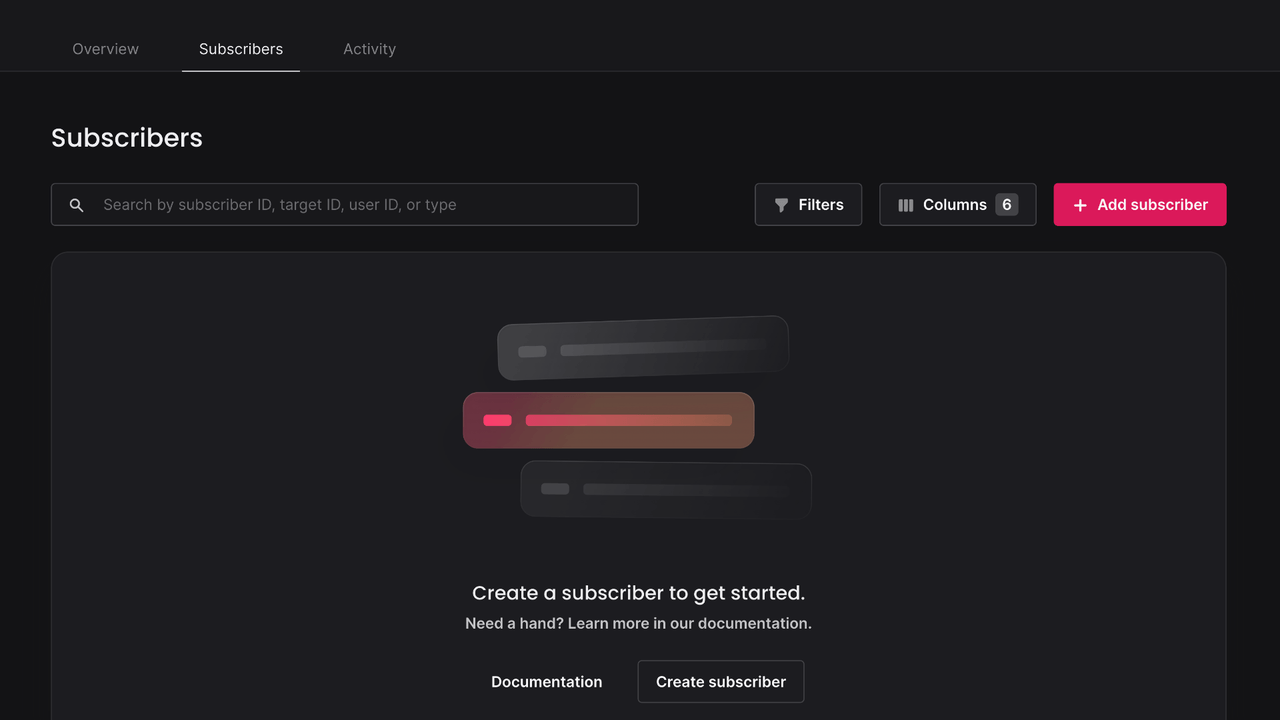 Overview Subscribers Activity
Subscribers
Search by subscriber ID, target ID, user ID, or type Filters Columns 6 Add subscriber
Create a subscriber to get started.
Need a hand? Learn more in our documentation.
Documentation Create subscriber